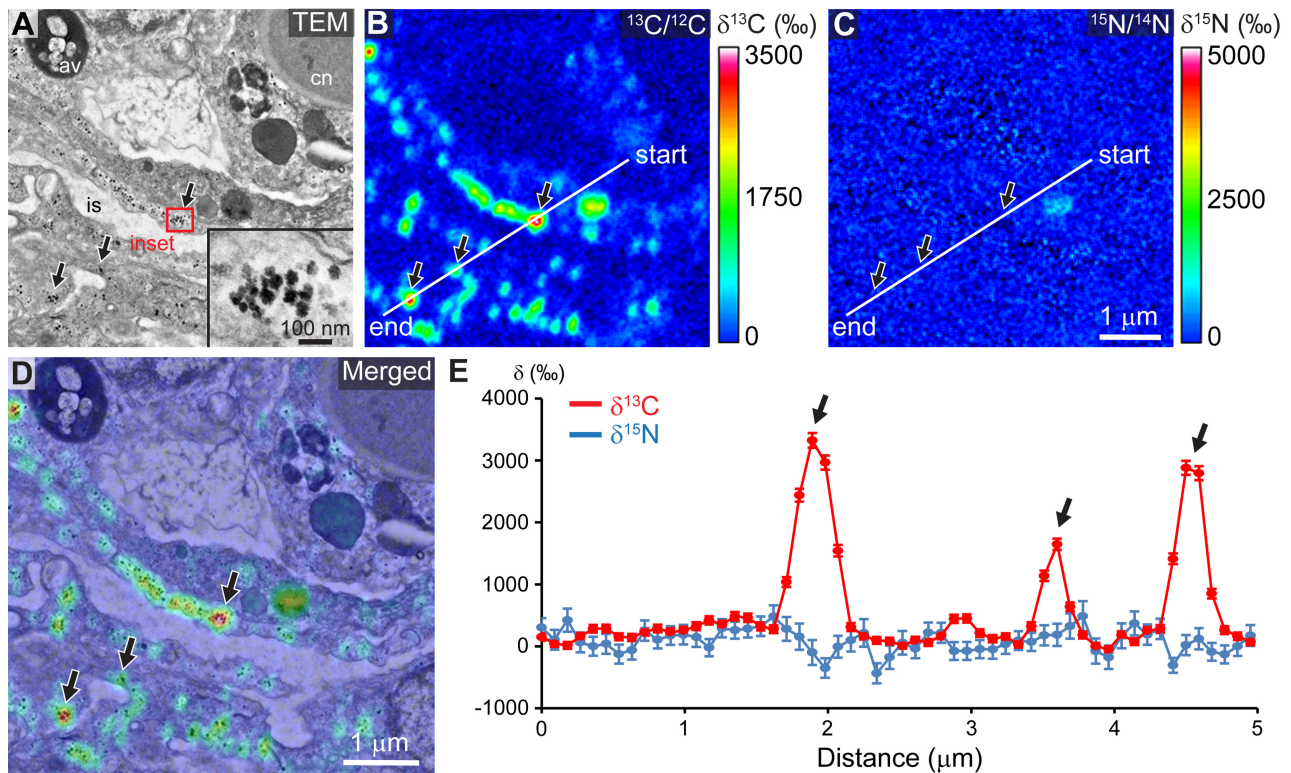 A
TEM
av
cn
is
inset
100 nm
B
¹³C/¹²C
δ¹³C (‰)
3500
1750
0
start
end
C
¹⁵N/¹⁴N
δ¹⁵N (‰)
5000
2500
0
start
end
1 μm
D
Merged
1 μm
E
δ (‰)
4000
3000
2000
1000
0
-1000
δ¹³C
δ¹⁵N
0
1
2
3
4
5
Distance (μm)